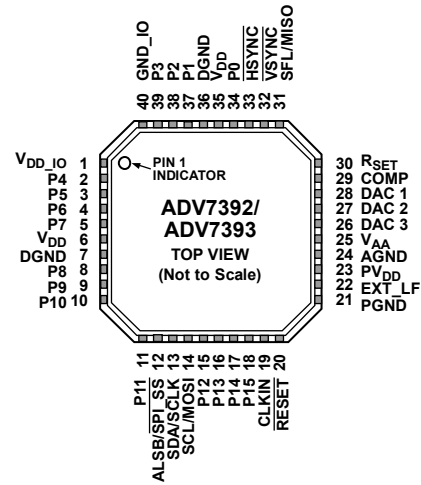 GND_IO
P3
P2
P1
DGND
VDD
P0
HSYNC
VSYNC
SFL/MISO
40
39
38
37
36
35
34
33
32
31
VDD_IO 1
P4 2
P5 3
P6 4
P7 5
VDD 6
DGND 7
P8 8
P9 9
P10 10
PIN 1
INDICATOR
ADV7392/
ADV7393
TOP VIEW
(Not to Scale)
30 RSET
29 COMP
28 DAC 1
27 DAC 2
26 DAC 3
25 VAA
24 AGND
23 PVDD
22 EXT_LF
21 PGND
11
12
13
14
15
16
17
18
19
20
P11
ALSB/SPI_SS
SDA/SCLK
SCL/MOSI
P12
P13
P14
P15
CLKIN
RESET